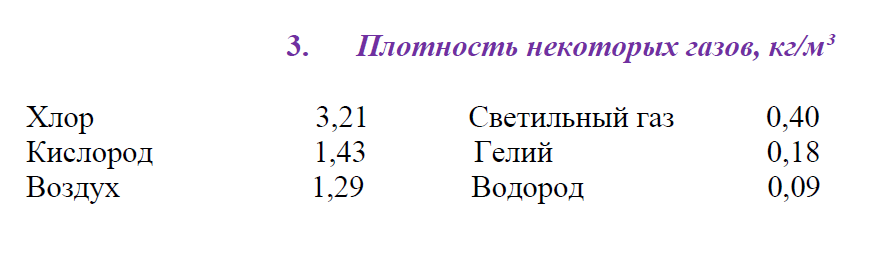 3. Плотность некоторых газов, кг/м³
Хлор 3,21 Светильный газ 0,40
Кислород 1,43 Гелий 0,18
Воздух 1,29 Водород 0,09